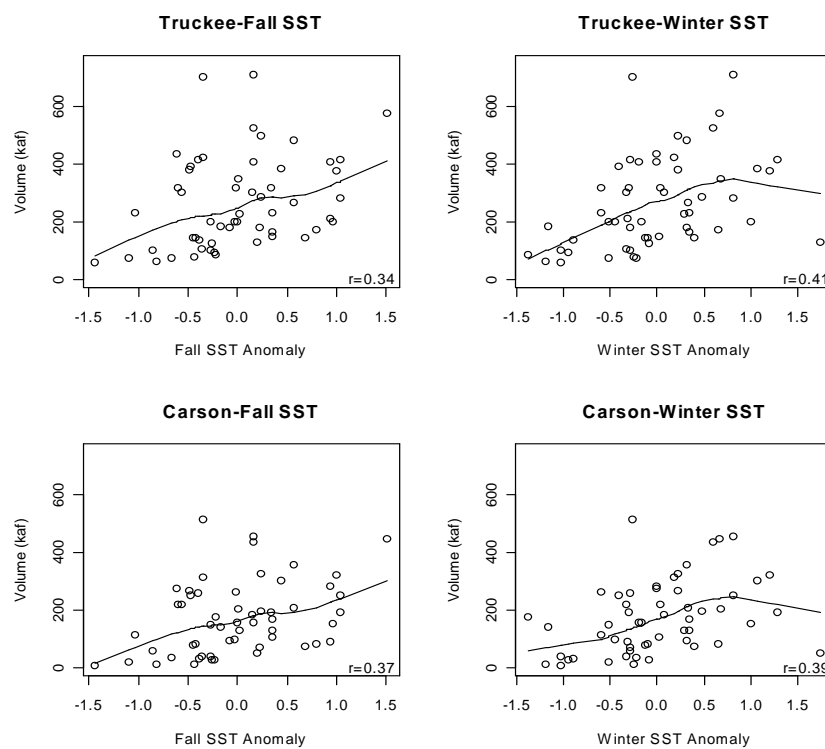 Truckee-Fall SST
Volume (kaf)
600
400
200
0
r=0.34
-1.5 -1.0 -0.5 0.0 0.5 1.0 1.5
Fall SST Anomaly
Truckee-Winter SST
Volume (kaf)
600
400
200
0
r=0.41
-1.5 -1.0 -0.5 0.0 0.5 1.0 1.5
Winter SST Anomaly
Carson-Fall SST
Volume (kaf)
600
400
200
0
r=0.37
-1.5 -1.0 -0.5 0.0 0.5 1.0 1.5
Fall SST Anomaly
Carson-Winter SST
Volume (kaf)
600
400
200
0
r=0.39
-1.5 -1.0 -0.5 0.0 0.5 1.0 1.5
Winter SST Anomaly